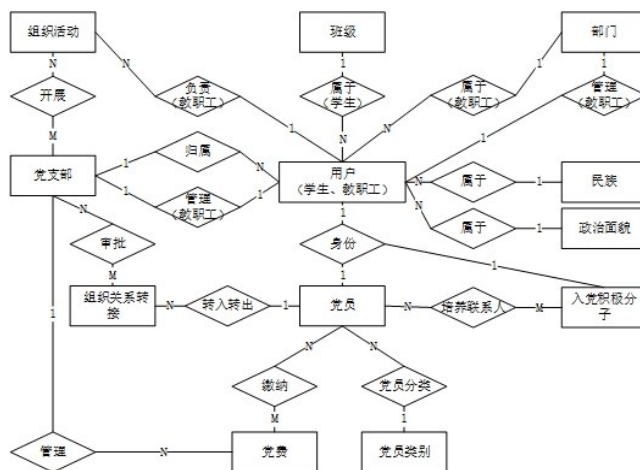 组织活动
班级
部门
N
1
1
N
1
开展
负责
(教职工)
属于
(学生)
属于
(教职工)
管理
(教职工)
M
1
N
N
1
党支部
1
归属
N
用户
(学生、教职工)
N
属于
1
民族
1
管理
(教职工)
1
N
N
属于
1
政治面貌
1
审批
身份
M
1
1
组织关系转
接
N
转入转出
1
党员
N
培养联系人
M
入党积极分
子
1
N
N
缴纳
党员分类
M
1
管理
N
党费
党员类别